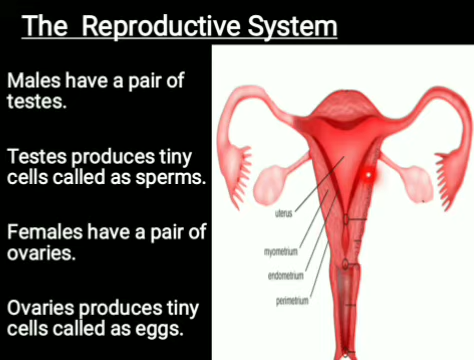 The Reproductive System
Males have a pair of
testes.
Testes produces tiny
cells called as sperms.
Females have a pair of
ovaries.
Ovaries produces tiny
cells called as eggs.
uterus
myometrium
endometrium
perimetrium